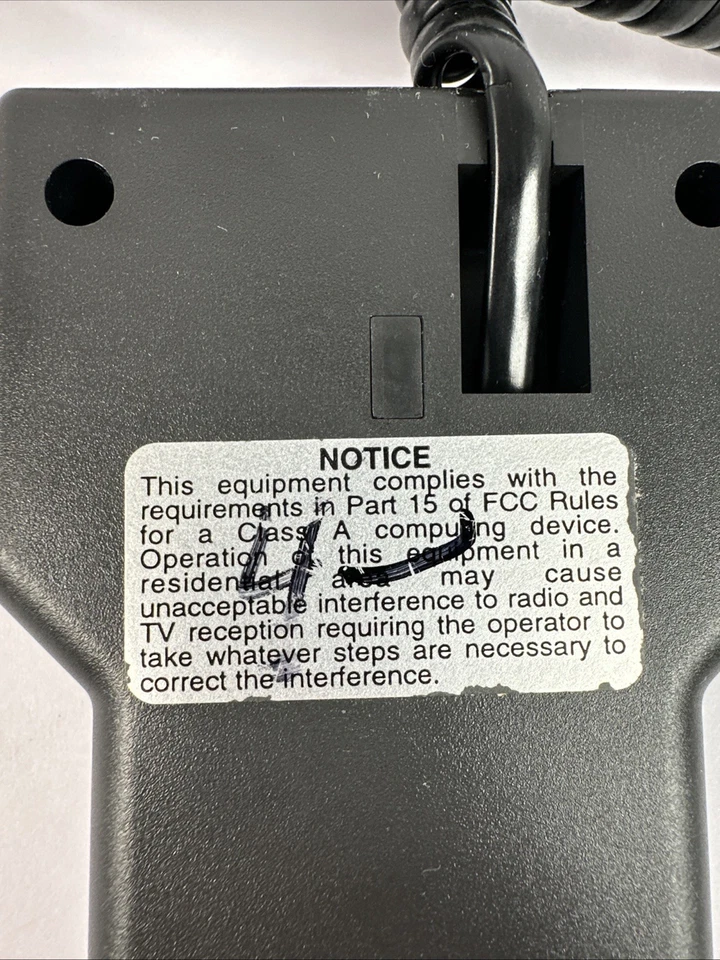 NOTICE
This equipment complies with the
requirements in Part 15 of FCC Rules
for a Class A computing device.
Operation of this equipment in a
residential area may cause
unacceptable interference to radio and
TV reception requiring the operator to
take whatever steps are necessary to
correct the interference.
4